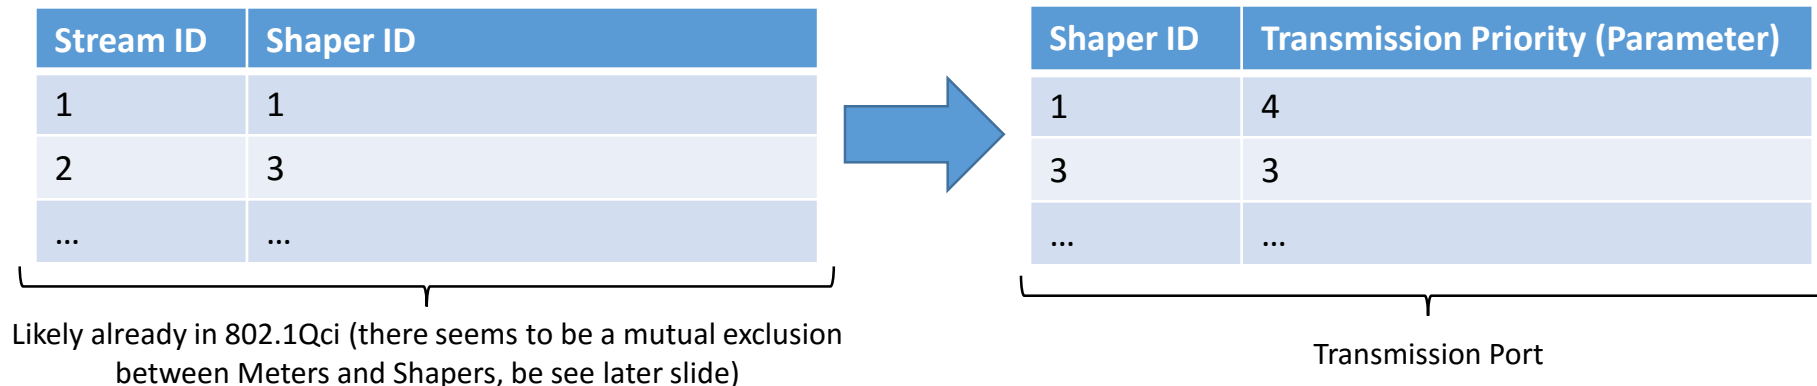 Stream ID Shaper ID
1 1
2 3
... ...
Likely already in 802.1Qci (there seems to be a mutual exclusion
between Meters and Shapers, be see later slide)
Shaper ID Transmission Priority (Parameter)
1 4
3 3
... ...
Transmission Port